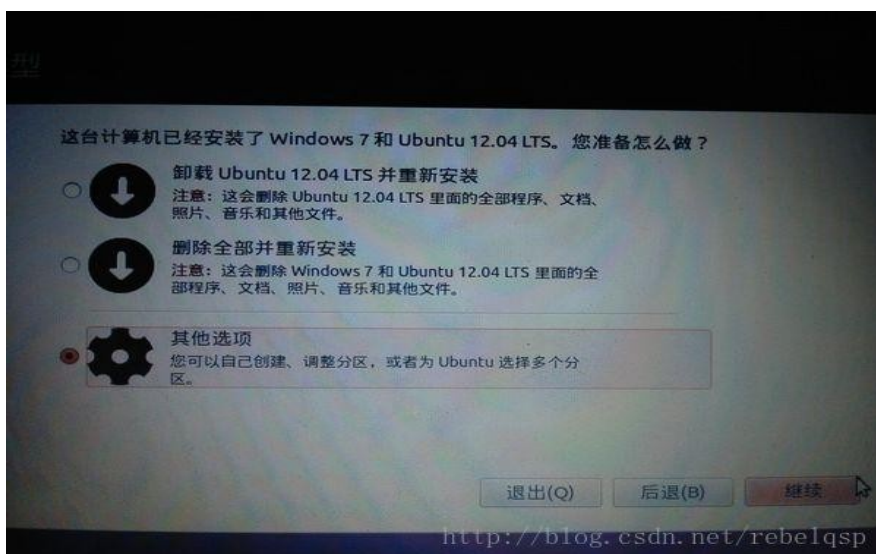 型
这台计算机已经安装了 Windows 7 和 Ubuntu 12.04 LTS。您准备怎么做？
卸载 Ubuntu 12.04 LTS 并重新安装
注意：这会删除 Ubuntu 12.04 LTS 里面的全部程序、文档、
照片、音乐和其他文件。
删除全部并重新安装
注意：这会删除 Windows 7 和 Ubuntu 12.04 LTS 里面的全
部程序、文档、照片、音乐和其他文件。
其他选项
您可以自己创建、调整分区，或者为 Ubuntu 选择多个分
区。
退出(Q)
后退(B)
继续
http://blog.csdn.net/rebelqsp